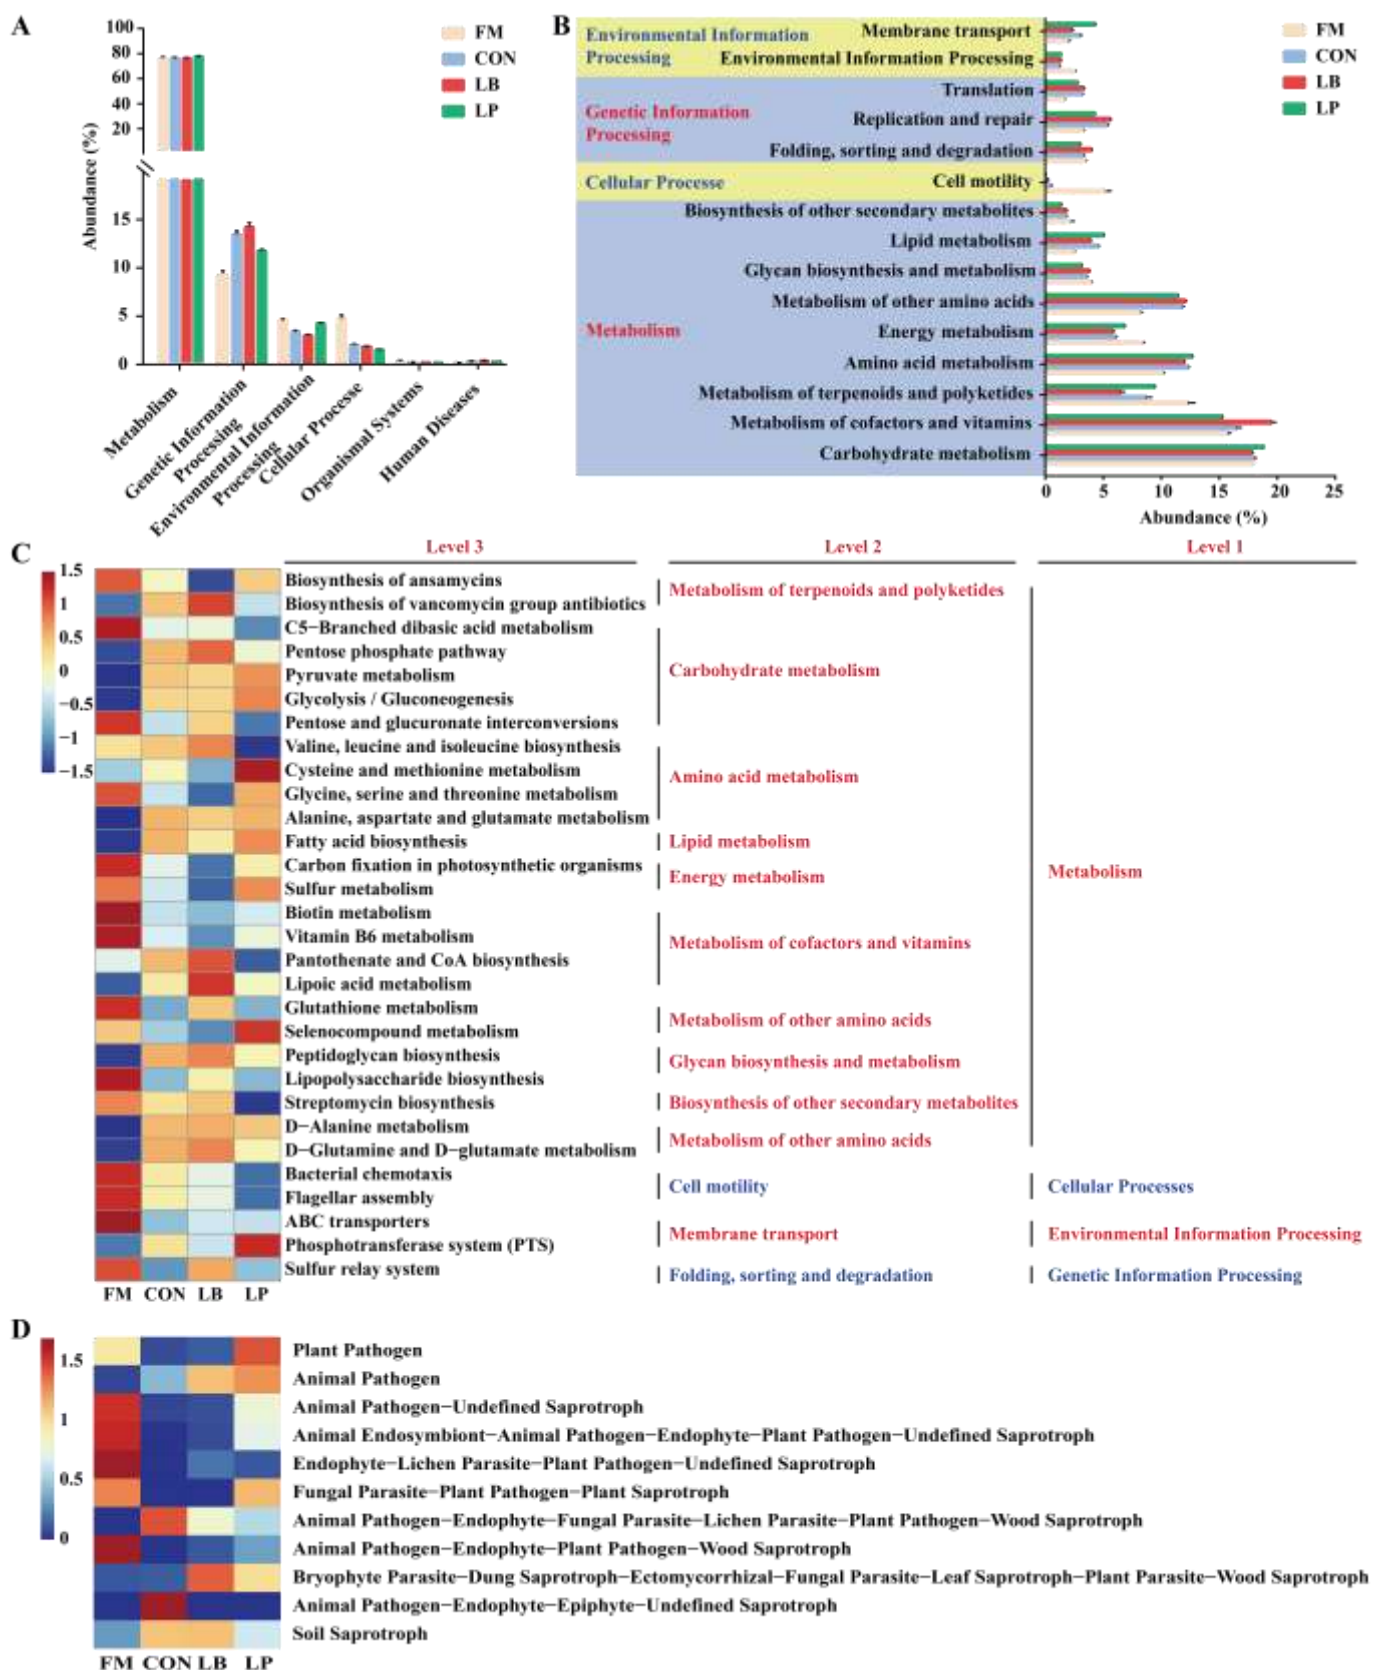 A
100
80
60
40
20
15
10
5
0
Abundance (%)
Abundance (%)
FM
CON
LB
LP
Metabolism
Genetic Information
Processing
Environmental Information
Processing
Cellular Processe
Organismal Systems
Human Diseases
B
Environmental Information
Processing
Genetic Information
Processing
Cellular Processe
Metabolism
Membrane transport
Environmental Information Processing
Translation
Replication and repair
Folding, sorting and degradation
Cell motility
Biosynthesis of other secondary metabolites
Lipid metabolism
Glycan biosynthesis and metabolism
Metabolism of other amino acids
Energy metabolism
Amino acid metabolism
Metabolism of terpenoids and polyketides
Metabolism of cofactors and vitamins
Carbohydrate metabolism
0 5 10 15 20 25
Abundance (%)
FM
CON
LB
LP
C
Level 3 Level 2 Level 1
1.5
1
0.5
0
−0.5
−1
−1.5
Biosynthesis of ansamycins
Biosynthesis of vancomycin group antibiotics
C5−Branched dibasic acid metabolism
Pentose phosphate pathway
Pyruvate metabolism
Glycolysis / Gluconeogenesis
Pentose and glucuronate interconversions
Valine, leucine and isoleucine biosynthesis
Cysteine and methionine metabolism
Glycine, serine and threonine metabolism
Alanine, aspartate and glutamate metabolism
Fatty acid biosynthesis
Carbon fixation in photosynthetic organisms
Sulfur metabolism
Biotin metabolism
Vitamin B6 metabolism
Pantothenate and CoA biosynthesis
Lipoic acid metabolism
Glutathione metabolism
Selenocompound metabolism
Peptidoglycan biosynthesis
Lipopolysaccharide biosynthesis
Streptomycin biosynthesis
D−Alanine metabolism
D−Glutamine and D−glutamate metabolism
Bacterial chemotaxis
Flagellar assembly
ABC transporters
Phosphotransferase system (PTS)
Sulfur relay system
FM CON LB LP
Metabolism of terpenoids and polyketides
Carbohydrate metabolism
Amino acid metabolism
Lipid metabolism
Energy metabolism
Metabolism of cofactors and vitamins
Metabolism of other amino acids
Glycan biosynthesis and metabolism
Biosynthesis of other secondary metabolites
Metabolism of other amino acids
Cell motility
Membrane transport
Folding, sorting and degradation
Metabolism
Cellular Processes
Environmental Information Processing
Genetic Information Processing
D
1.5
1
0.5
0
Plant Pathogen
Animal Pathogen
Animal Pathogen−Undefined Saprotroph
Animal Endosymbiont−Animal Pathogen−Endophyte−Plant Pathogen−Undefined Saprotroph
Endophyte−Lichen Parasite−Plant Pathogen−Undefined Saprotroph
Fungal Parasite−Plant Pathogen−Plant Saprotroph
Animal Pathogen−Endophyte−Fungal Parasite−Lichen Parasite−Plant Pathogen−Wood Saprotroph
Animal Pathogen−Endophyte−Plant Pathogen−Wood Saprotroph
Bryophyte Parasite−Dung Saprotroph−Ectomycorrhizal−Fungal Parasite−Leaf Saprotroph−Plant Parasite−Wood Saprotroph
Animal Pathogen−Endophyte−Epiphyte−Undefined Saprotroph
Soil Saprotroph
FM CON LB LP